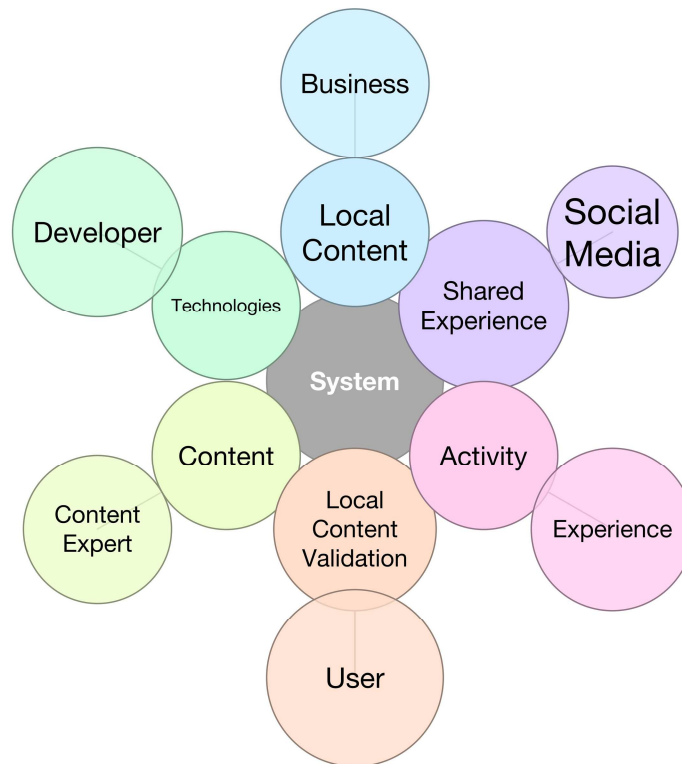 Business
Local
Content
Social
Media
Developer
Shared
Experience
Technologies
System
Content
Activity
Local
Content
Validation
Content
Expert
Experience
User